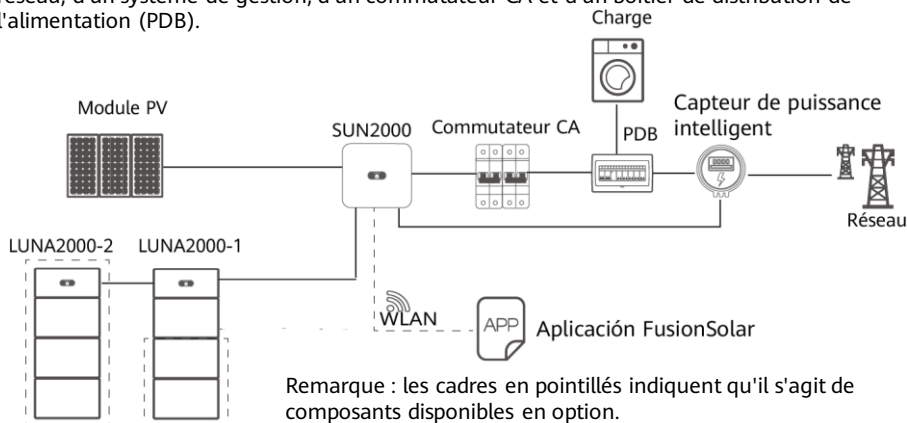 réseau, d'un système de gestion, d'un commutateur CA et d'un boîtier de distribution de
l'alimentation (PDB).
Charge
Module PV
SUN2000
Commutateur CA
PDB
Capteur de puissance
intelligent
Réseau
LUNA2000-2
LUNA2000-1
WLAN
APP
Aplicación FusionSolar
Remarque : les cadres en pointillés indiquent qu'il s'agit de
composants disponibles en option.